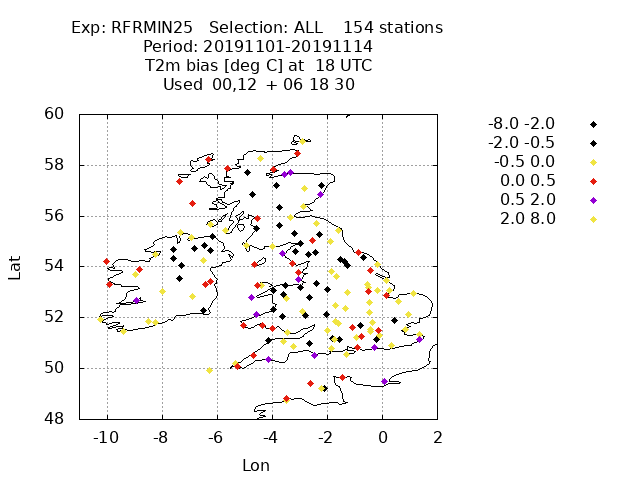 Exp: RFRMIN25 Selection: ALL 154 stations
Period: 20191101-20191114
T2m bias [deg C] at 18 UTC
Used 00,12 + 06 18 30
-8.0 -2.0
-2.0 -0.5
-0.5 0.0
0.0 0.5
0.5 2.0
2.0 8.0
60
58
56
54
52
50
48
Lat
-10 -8 -6 -4 -2 0 2
Lon